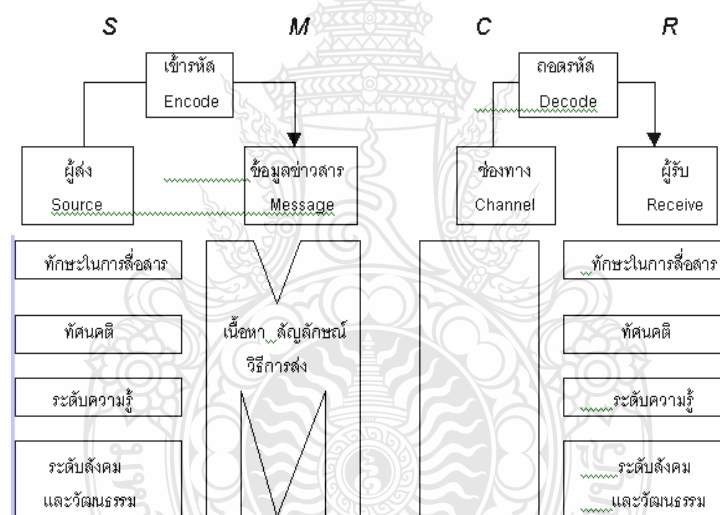 S M C R
เข้ารหัส
Encode
ถอดรหัส
Decode
ผู้ส่ง
Source
ข้อมูลข่าวสาร
Message
ช่องทาง
Channel
ผู้รับ
Receive
ทักษะในการสื่อสาร
ทัศนคติ
ระดับความรู้
ระดับสังคม
และวัฒนธรรม
เนื้อหา สัญลักษณ์
วิธีการส่ง
ทักษะในการสื่อสาร
ทัศนคติ
ระดับความรู้
ระดับสังคม
และวัฒนธรรม